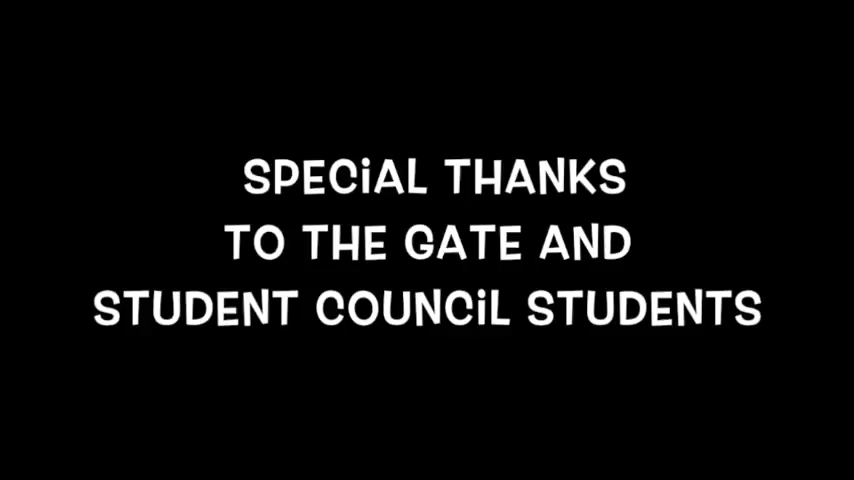 SPECiAL THANKS
TO THE GATE AND
STUDENT COUNCiL STUDENTS